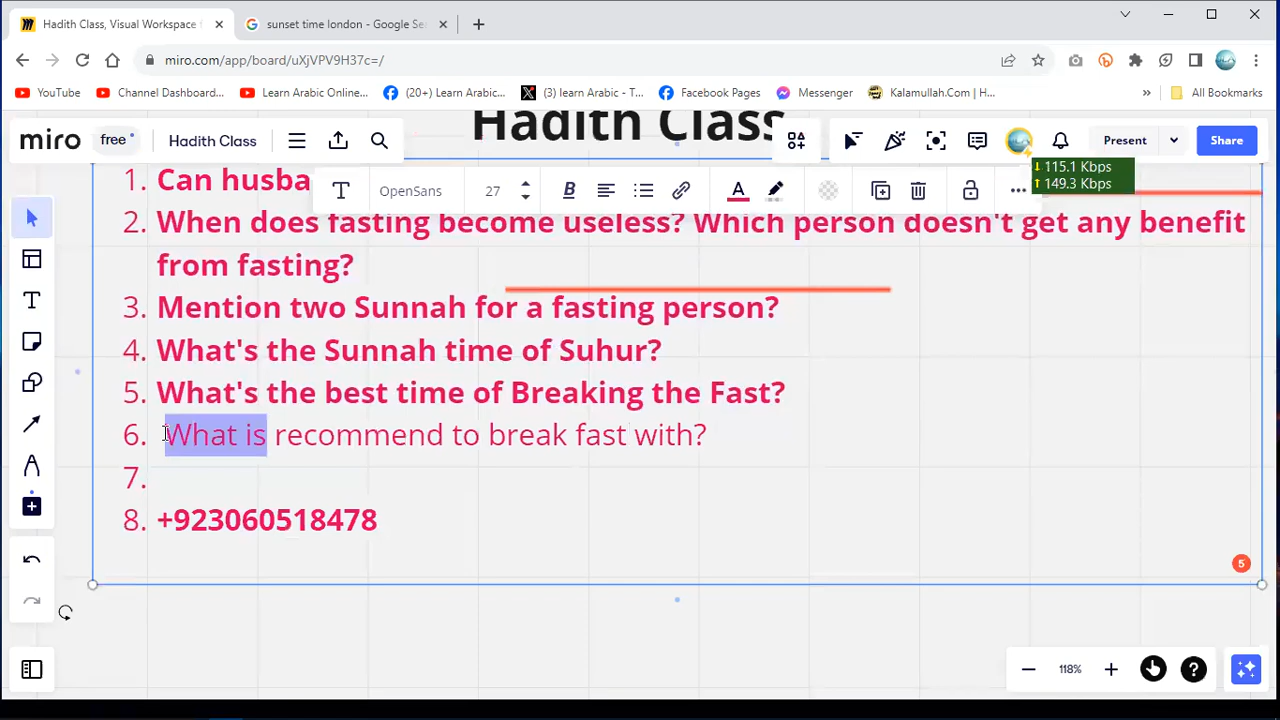 Hadith Class, Visual Workspace
sunset time london - Google Se
miro.com/app/board/uXjVPV9H37c=/
YouTube
Channel Dashboard...
Learn Arabic Online...
(20+) Learn Arabic...
(3) learn Arabic - T...
Facebook Pages
Messenger
Kalamullah.Com | H...
»
All Bookmarks
Hadith Class
miro
free
Hadith Class
Present
Share
115.1 Kbps
149.3 Kbps
OpenSans
27
1. Can husba
2. When does fasting become useless? Which person doesn't get any benefit
from fasting?
3. Mention two Sunnah for a fasting person?
4. What's the Sunnah time of Suhur?
5. What's the best time of Breaking the Fast?
6. What is recommend to break fast with?
7.
8. +923060518478
5
118%